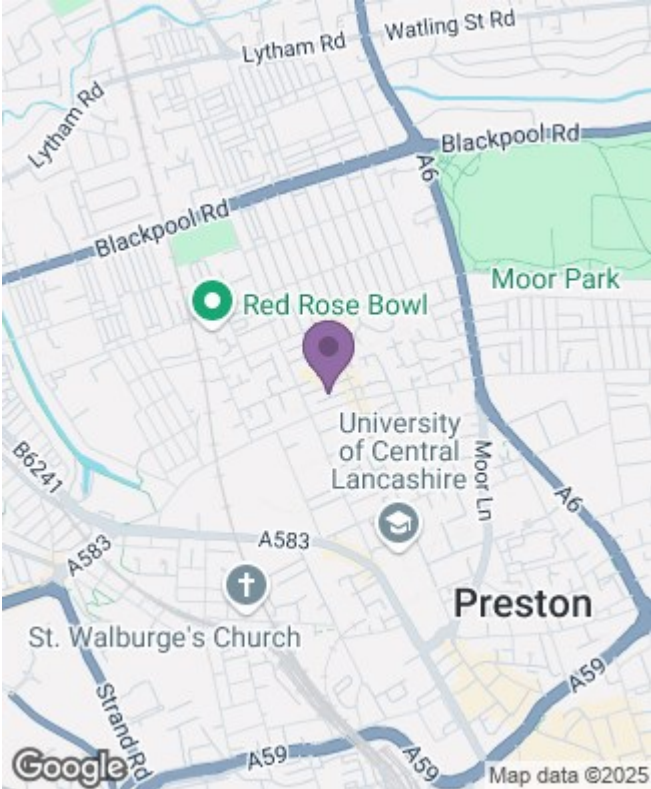 Lytham Rd
Watling St Rd
Lytham Rd
Blackpool Rd
A6
Blackpool Rd
Moor Park
Red Rose Bowl
University
of Central
Lancashire
Moor Ln
B6241
A6
A583
A583
Preston
St. Walburge's Church
A59
Strand Rd
A59
A59
Google
Map data ©2025